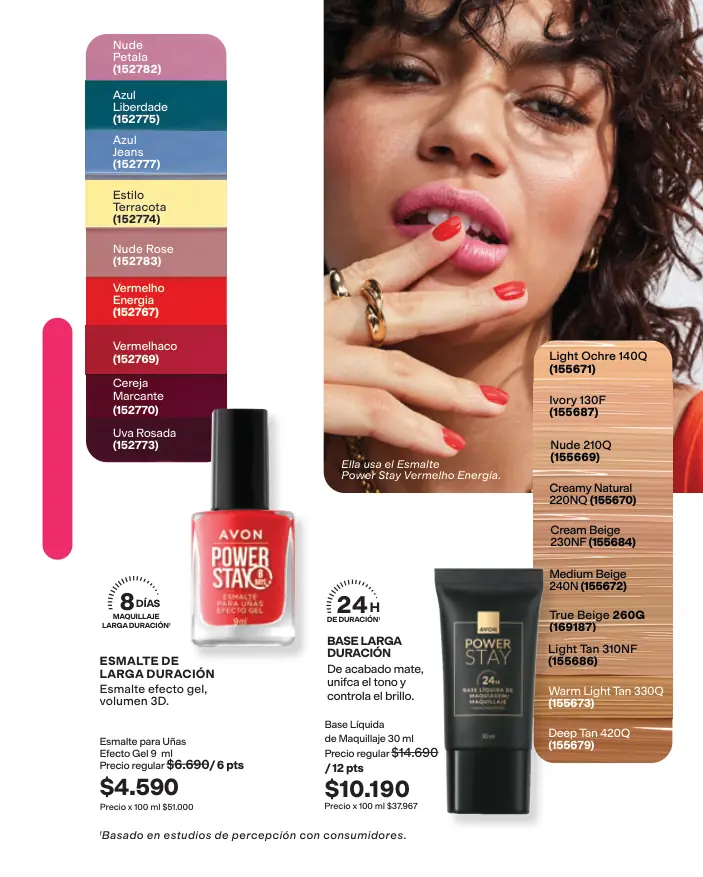 Nude
Petala
(152782)
Azul
Liberdade
(152775)
Azul
Jeans
(152777)
Estilo
Terracota
(152774)
Nude Rose
(152783)
Vermelho
Energia
(152767)
Vermelhaco
(152769)
Cereja
Marcante
(152770)
Uva Rosada
(152773)
Ella usa el Esmalte
Power Stay Vermelho Energía.
Light Ochre 140Q
(155671)
Ivory 130F
(155687)
Nude 210Q
(155669)
Creamy Natural
220NQ (155670)
Cream Beige
230NF (155684)
Medium Beige
240N (155672)
True Beige 260G
(169187)
Light Tan 310NF
(155686)
Warm Light Tan 330Q
(155673)
Deep Tan 420Q
(155679)
AVON
POWER
STAY 8
DAYS
ESMALTE
PARA UÑAS
EFECTO GEL
9ml
8 DÍAS
MAQUILLAJE
LARGA DURACIÓN¹
ESMALTE DE
LARGA DURACIÓN
Esmalte efecto gel,
volumen 3D.
Esmalte para Uñas
Efecto Gel 9 ml
Precio regular $6.690/ 6 pts
$4.590
Precio x 100 ml $51.000
24 H
DE DURACIÓN¹
BASE LARGA
DURACIÓN
De acabado mate,
unifca el tono y
controla el brillo.
Base Líquida
de Maquillaje 30 ml
Precio regular $14.690
/ 12 pts
$10.190
Precio x 100 ml $37.967
AVON
POWER
STAY
24H
BASE LÍQUIDA DE
MAQUIAGEM/
MAQUILLAJE
30 ml
¹Basado en estudios de percepción con consumidores.